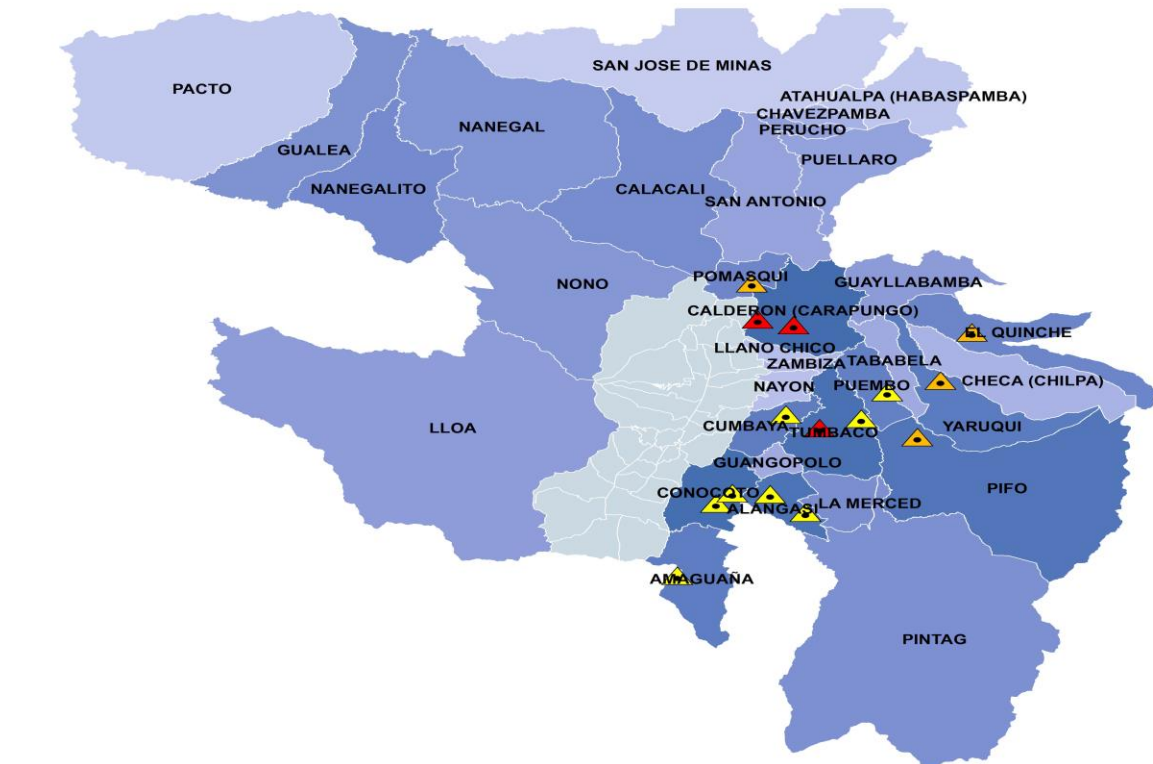 SAN JOSE DE MINAS
PACTO
ATAHUALPA (HABASPAMBA)
CHAVEZPAMBA
NANEGAL
PERUCHO
GUALEA
PUELLARO
NANEGALITO
CALACALI
SAN ANTONIO
POMASQUI
NONO
GUAYLLABAMBA
CALDERON (CARAPUNGO)
EL QUINCHE
LLANO CHICO
ZAMBIZA
TABABELA
NAYON
PUEMBO
CHECA (CHILPA)
LLOA
CUMBAYA
TUMBACO
YARUQUI
GUANGOPOLO
PIFO
CONOCOTO
ALANGASI
LA MERCED
AMAGUAÑA
PINTAG